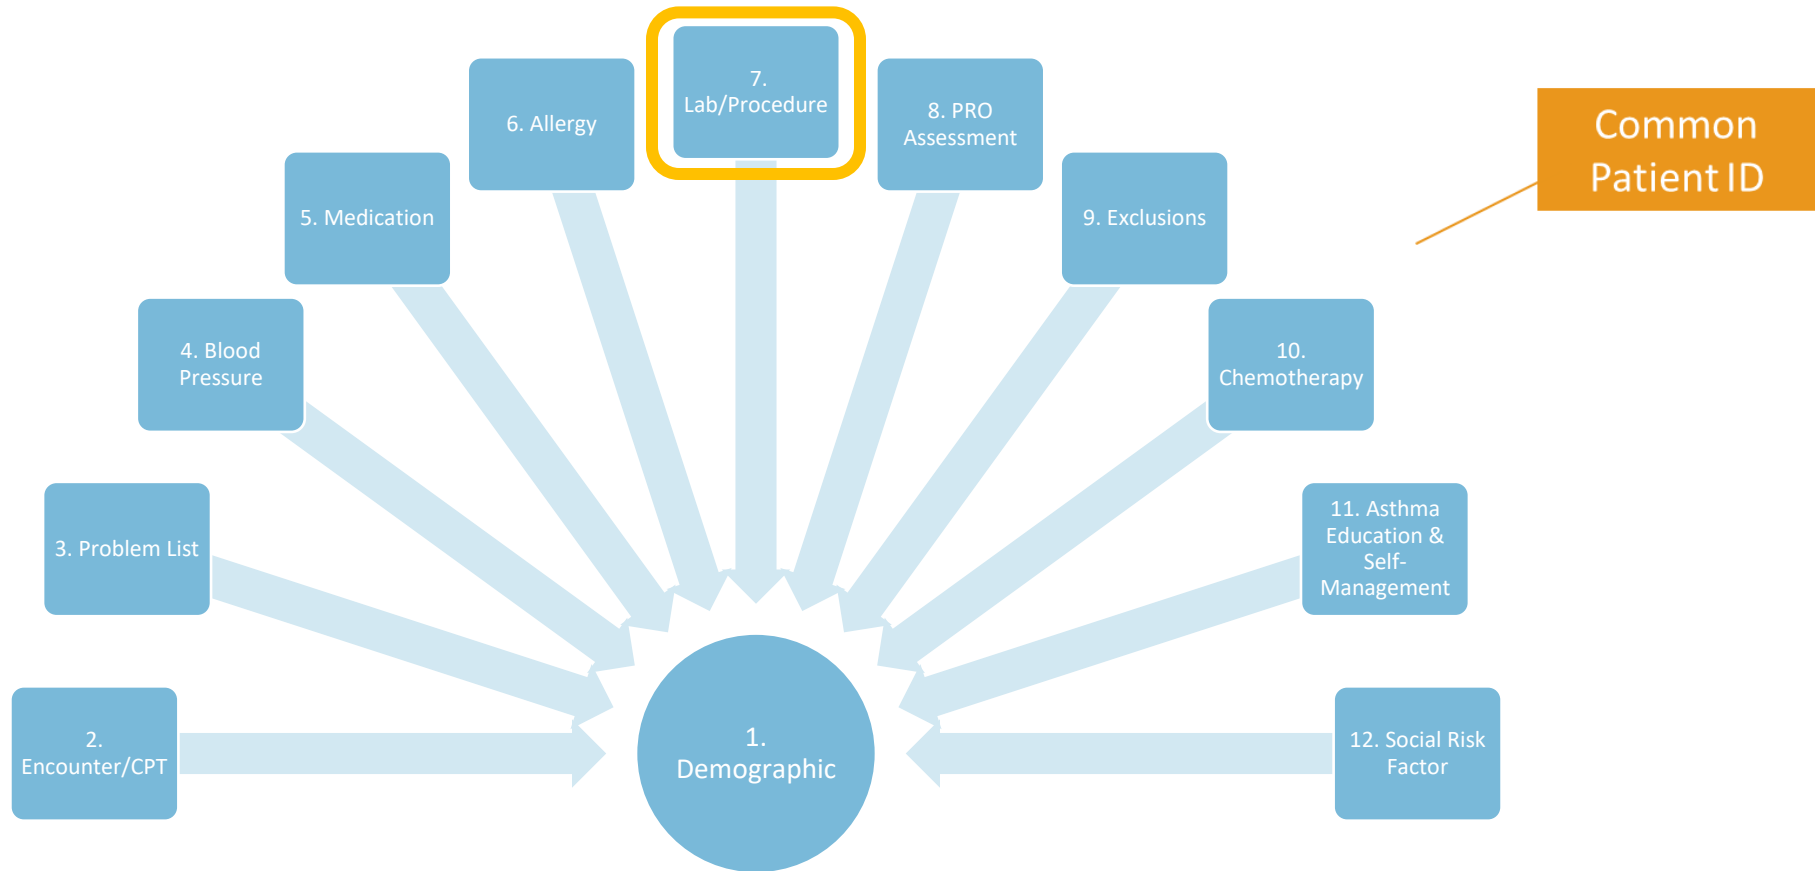 7.
Lab/Procedure
6. Allergy
8. PRO
Assessment
Common
Patient ID
5. Medication
9. Exclusions
4. Blood
Pressure
10.
Chemotherapy
3. Problem List
11. Asthma
Education &
Self-
Management
2.
Encounter/CPT
1.
Demographic
12. Social Risk
Factor